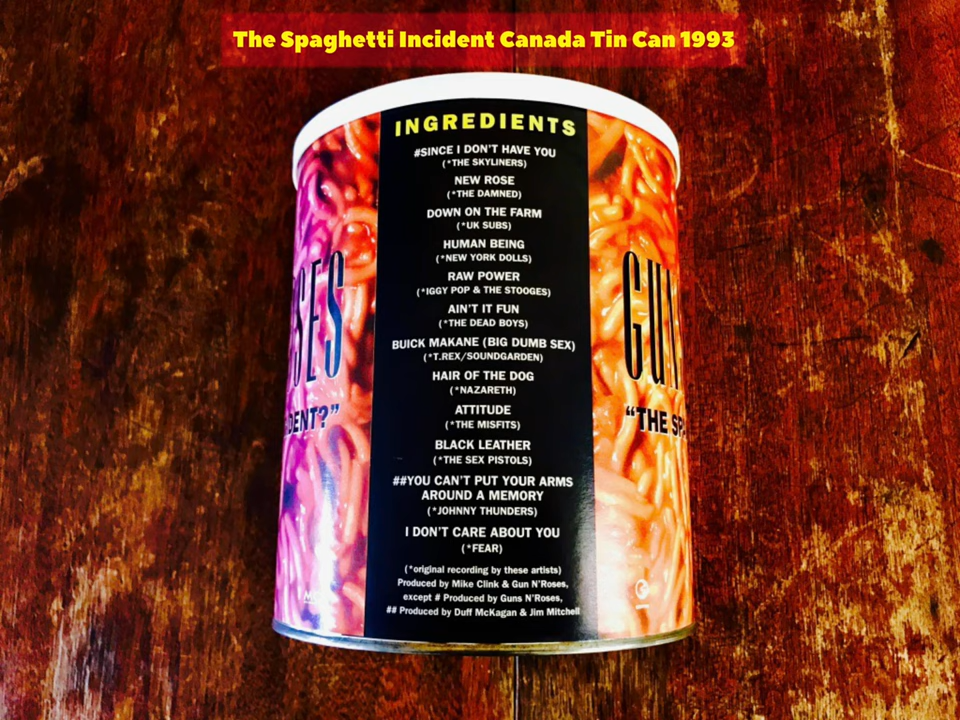 The Spaghetti Incident Canada Tin Can 1993
INGREDIENTS
#SINCE I DON'T HAVE YOU
(*THE SKYLINERS)
NEW ROSE
(*THE DAMNED)
DOWN ON THE FARM
(*UK SUBS)
HUMAN BEING
(*NEW YORK DOLLS)
RAW POWER
(*IGGY POP & THE STOOGES)
AIN'T IT FUN
(*THE DEAD BOYS)
BUICK MAKANE (BIG DUMB SEX)
(*T.REX/SOUNDGARDEN)
HAIR OF THE DOG
(*NAZARETH)
ATTITUDE
(*THE MISFITS)
BLACK LEATHER
(*THE SEX PISTOLS)
##YOU CAN'T PUT YOUR ARMS
AROUND A MEMORY
(*JOHNNY THUNDERS)
I DON'T CARE ABOUT YOU
(*FEAR)
(*original recording by these artists)
Produced by Mike Clink & Gun N'Roses,
except # Produced by Guns N'Roses,
## Produced by Duff McKagan & Jim Mitchell
SES
DENT?"
GUN
"THE SP